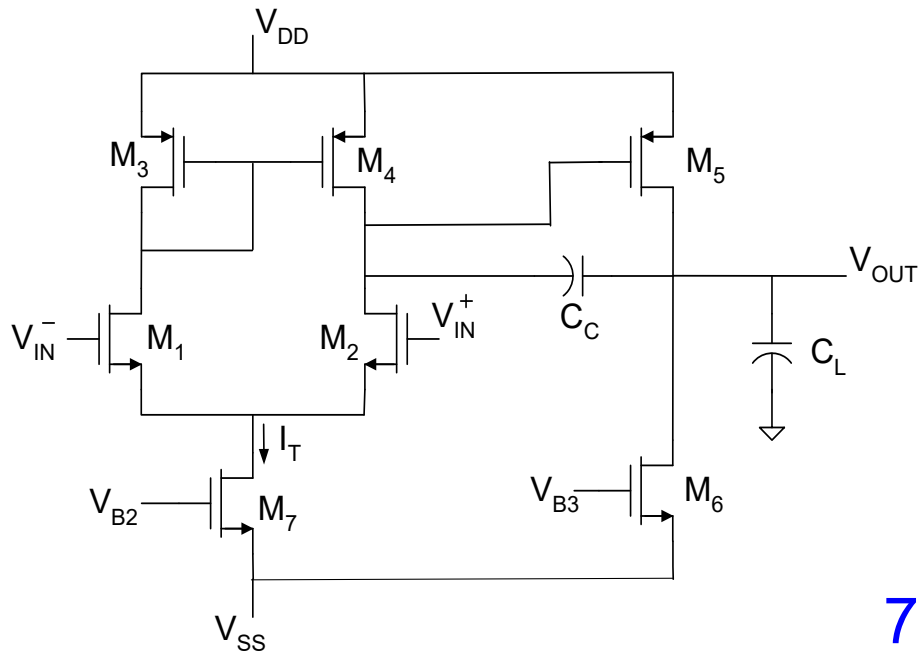 V_DD
M_3
M_4
M_5
V_OUT
V_IN^-
M_1
M_2
V_IN^+
C_C
C_L
I_T
V_B2
M_7
V_B3
M_6
V_SS
7